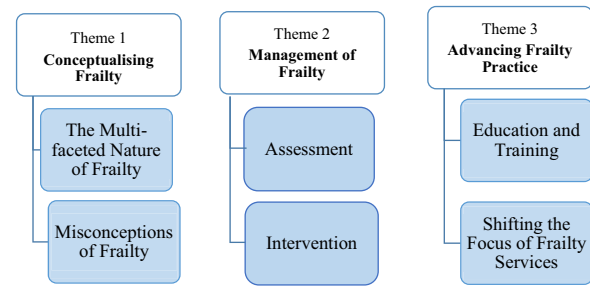 Theme 1
Conceptualising
Frailty
The Multi-
faceted Nature
of Frailty
Misconceptions
of Frailty
Theme 2
Management of
Frailty
Assessment
Intervention
Theme 3
Advancing Frailty
Practice
Education and
Training
Shifting the
Focus of Frailty
Services